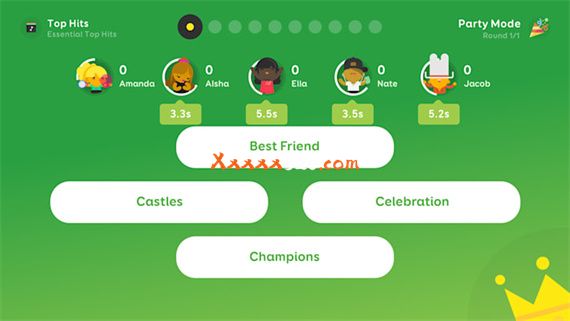 Top Hits
Essential Top Hits
Party Mode
Round 1/1
0 0 0 0 0
Amanda AIsha Ella Nate Jacob
3.3s 5.5s 3.5s 5.2s
Best Friend
.com
Castles Celebration
Champions